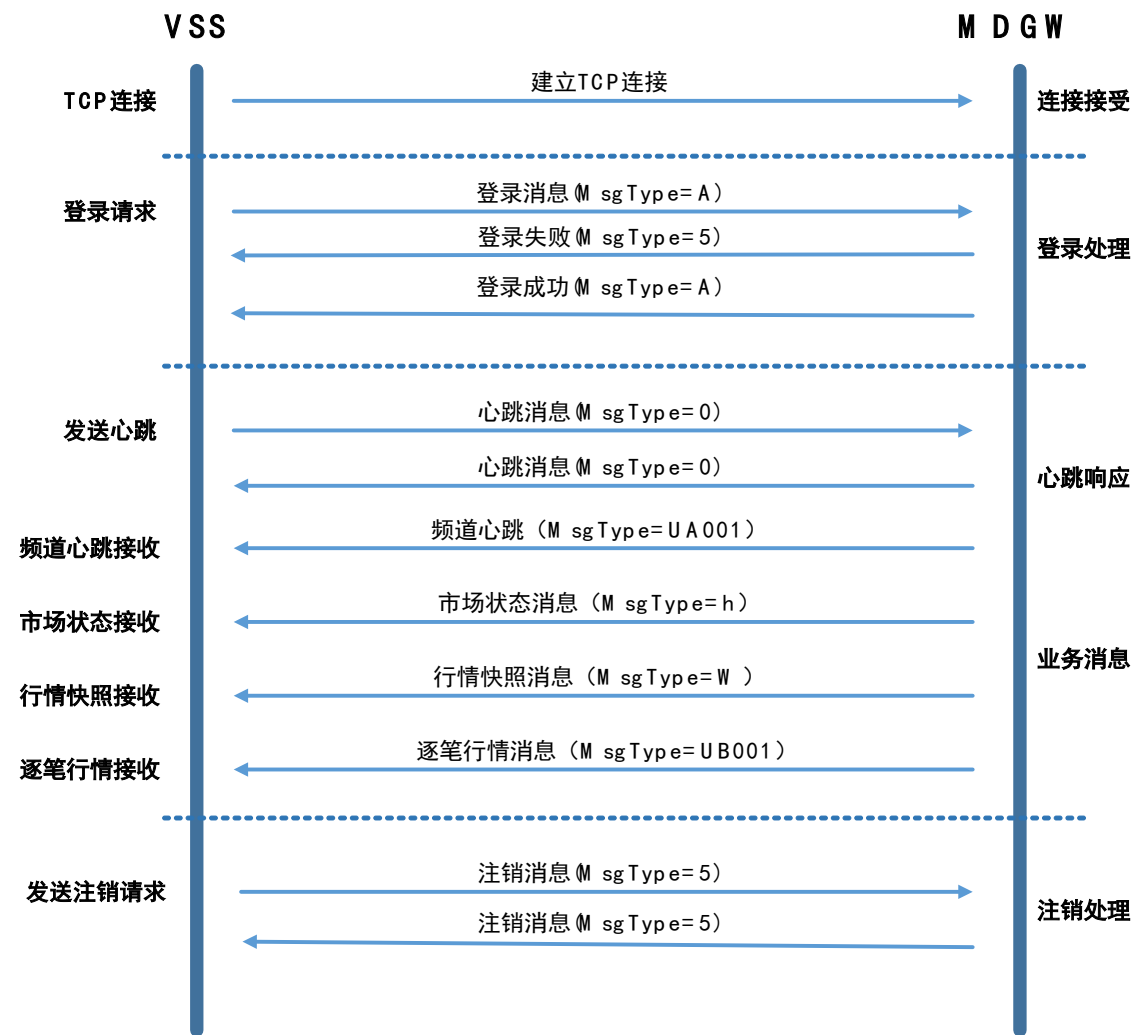 VSS
MDGW
建立TCP连接
TCP连接
连接接受
登录消息(MsgType=A)
登录请求
登录失败(MsgType=5)
登录处理
登录成功(MsgType=A)
心跳消息(MsgType=0)
发送心跳
心跳消息(MsgType=0)
心跳响应
频道心跳（MsgType=UA001）
频道心跳接收
市场状态消息（MsgType=h）
市场状态接收
业务消息
行情快照消息（MsgType=W ）
行情快照接收
逐笔行情消息（MsgType=UB001）
逐笔行情接收
注销消息(MsgType=5)
发送注销请求
注销处理
注销消息(MsgType=5)